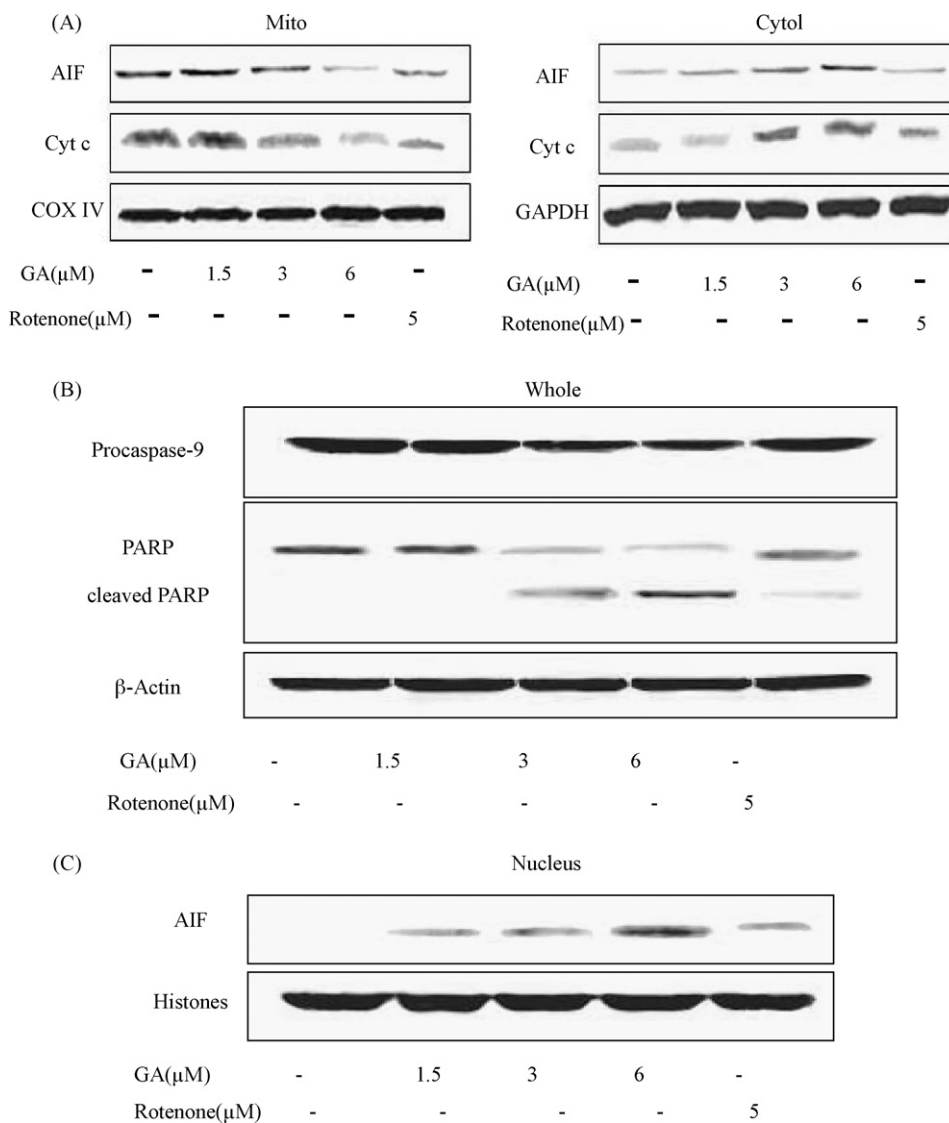 (A)
Mito
AIF
Cyt c
COX IV
GA(µM) - 1.5 3 6 -
Rotenone(µM) - - - - 5
Cytol
AIF
Cyt c
GAPDH
GA(µM) - 1.5 3 6 -
Rotenone(µM) - - - - 5
(B)
Whole
Procaspase-9
PARP
cleaved PARP
β-Actin
GA(µM) - 1.5 3 6 -
Rotenone(µM) - - - - 5
(C)
Nucleus
AIF
Histones
GA(µM) - 1.5 3 6 -
Rotenone(µM) - - - - 5